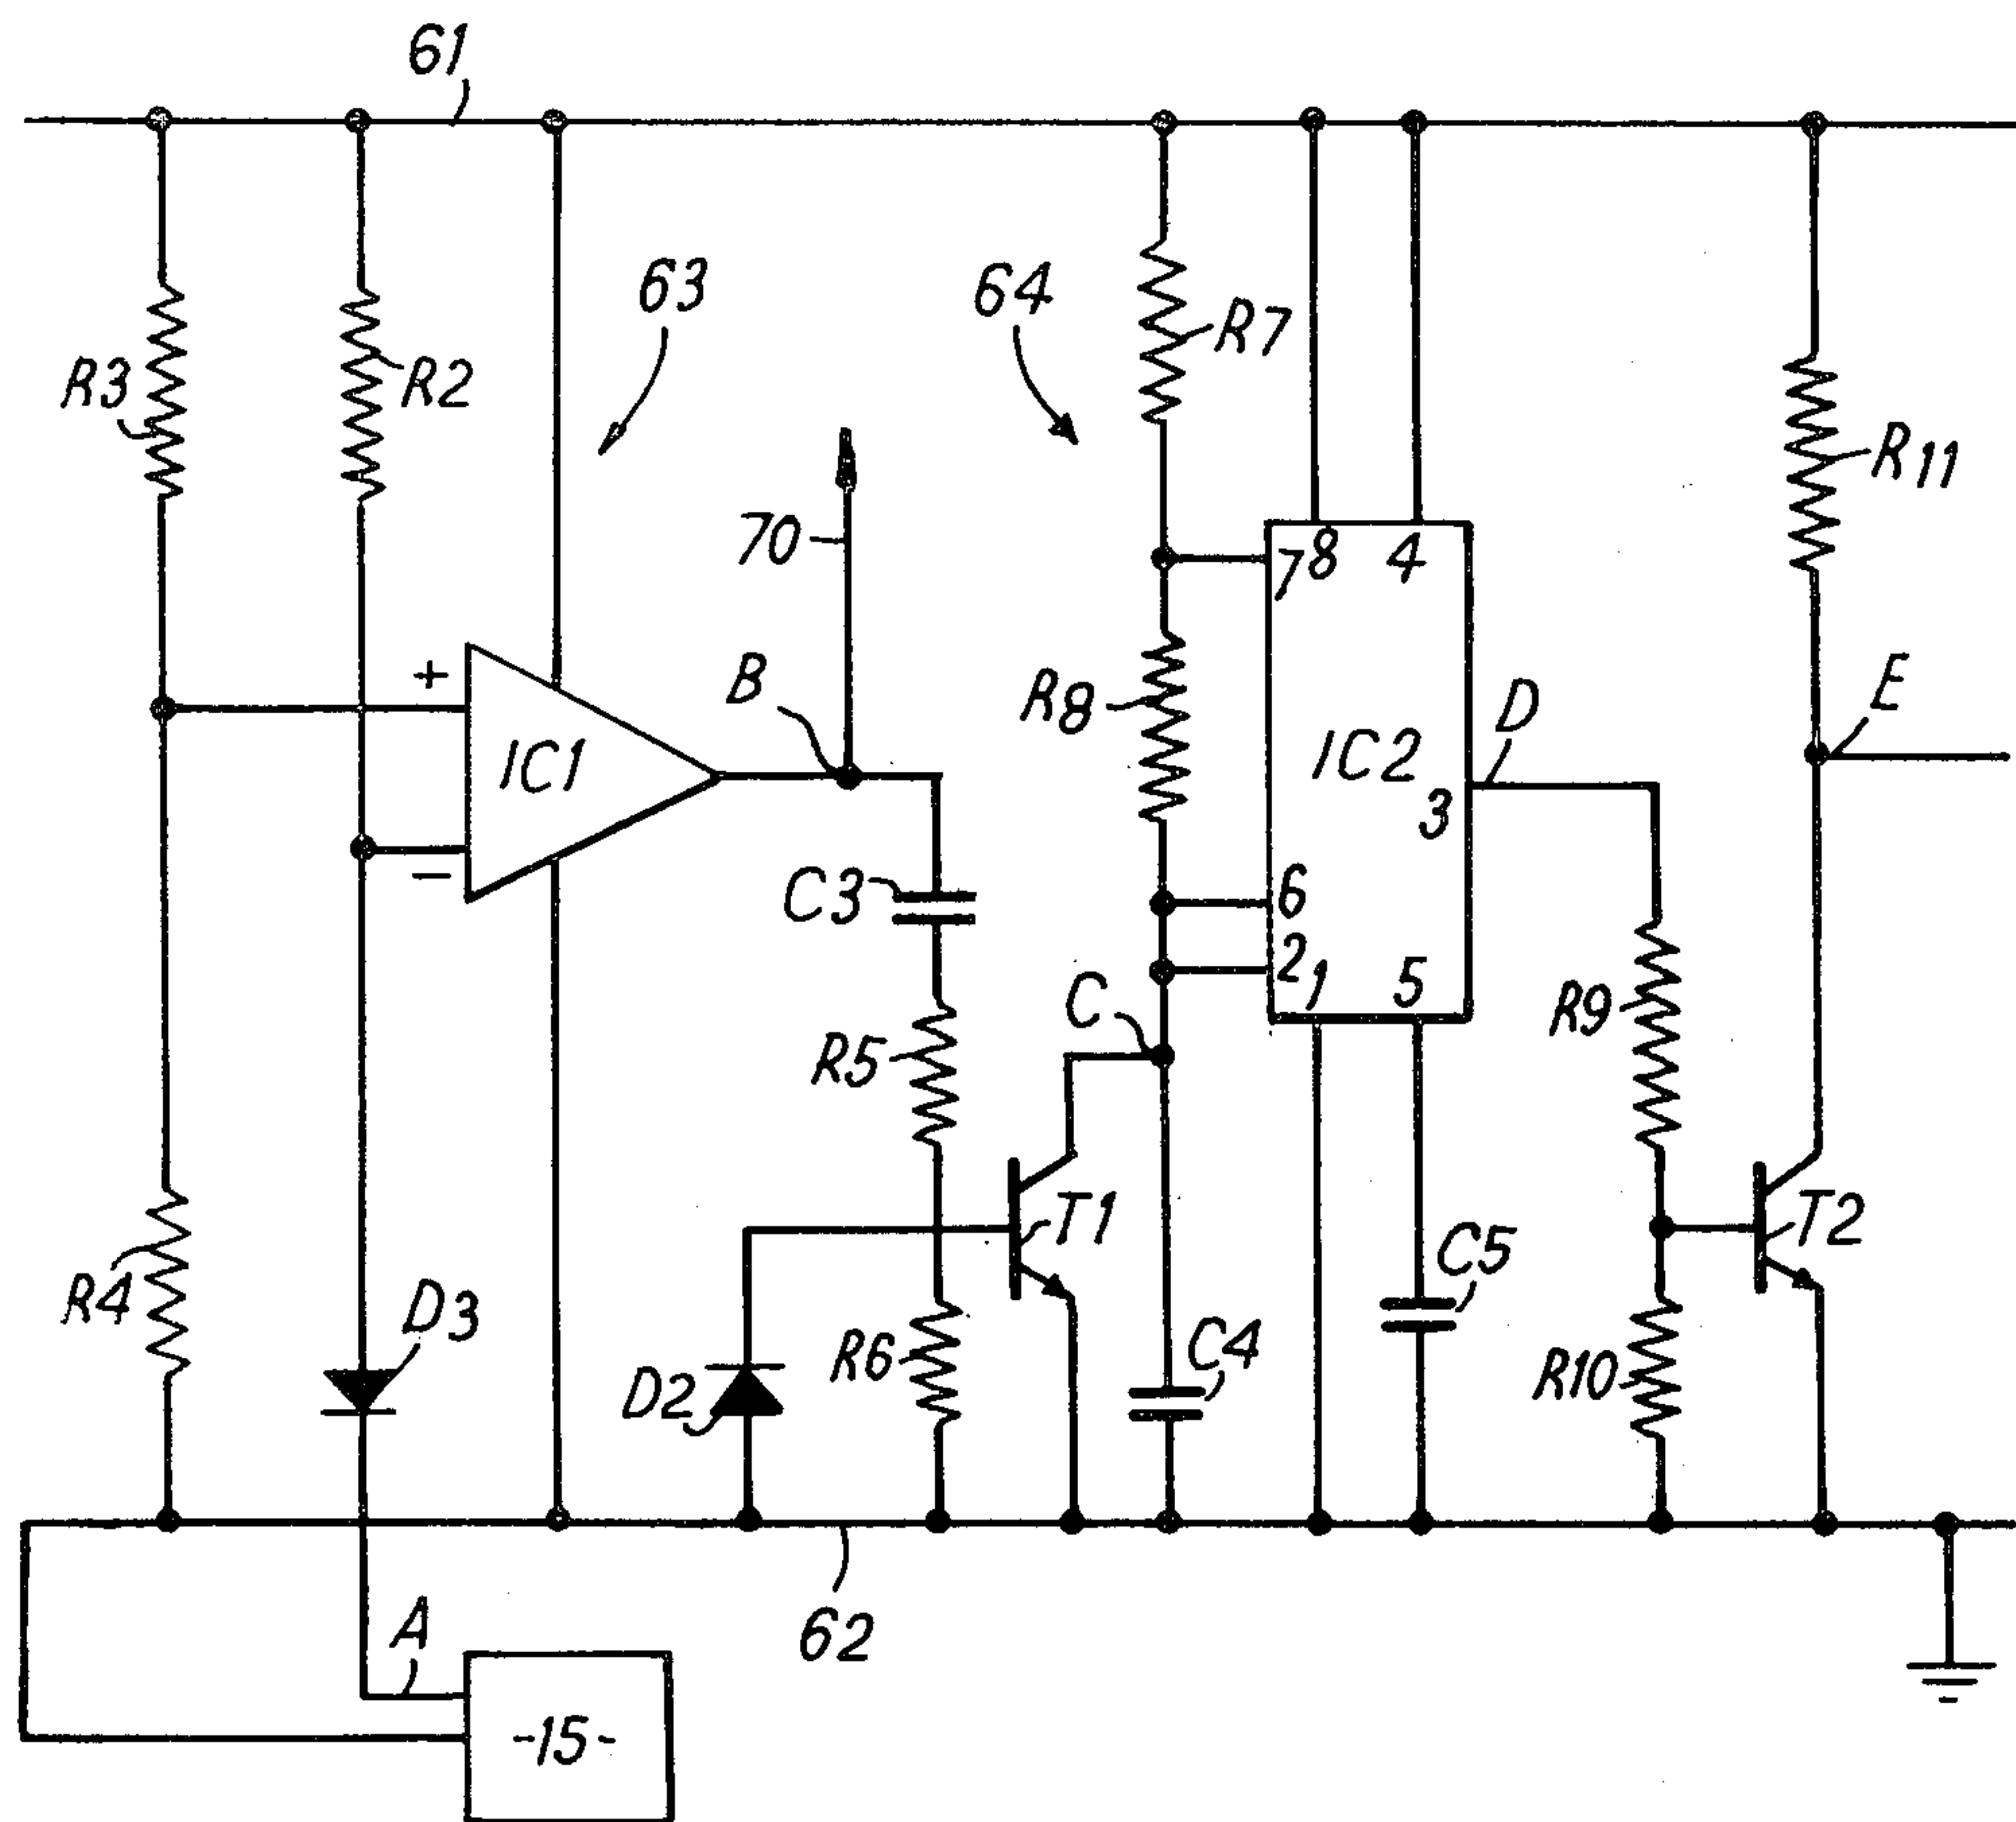 61
63
64
R3
R2
R7
R11
70
7
8
4
+
B
R8
IC1
IC2
D
E
3
−
C3
6
2
1
5
C
R9
R5
T1
T2
C5
R4
D3
D2
R6
C4
R10
A
62
-15-